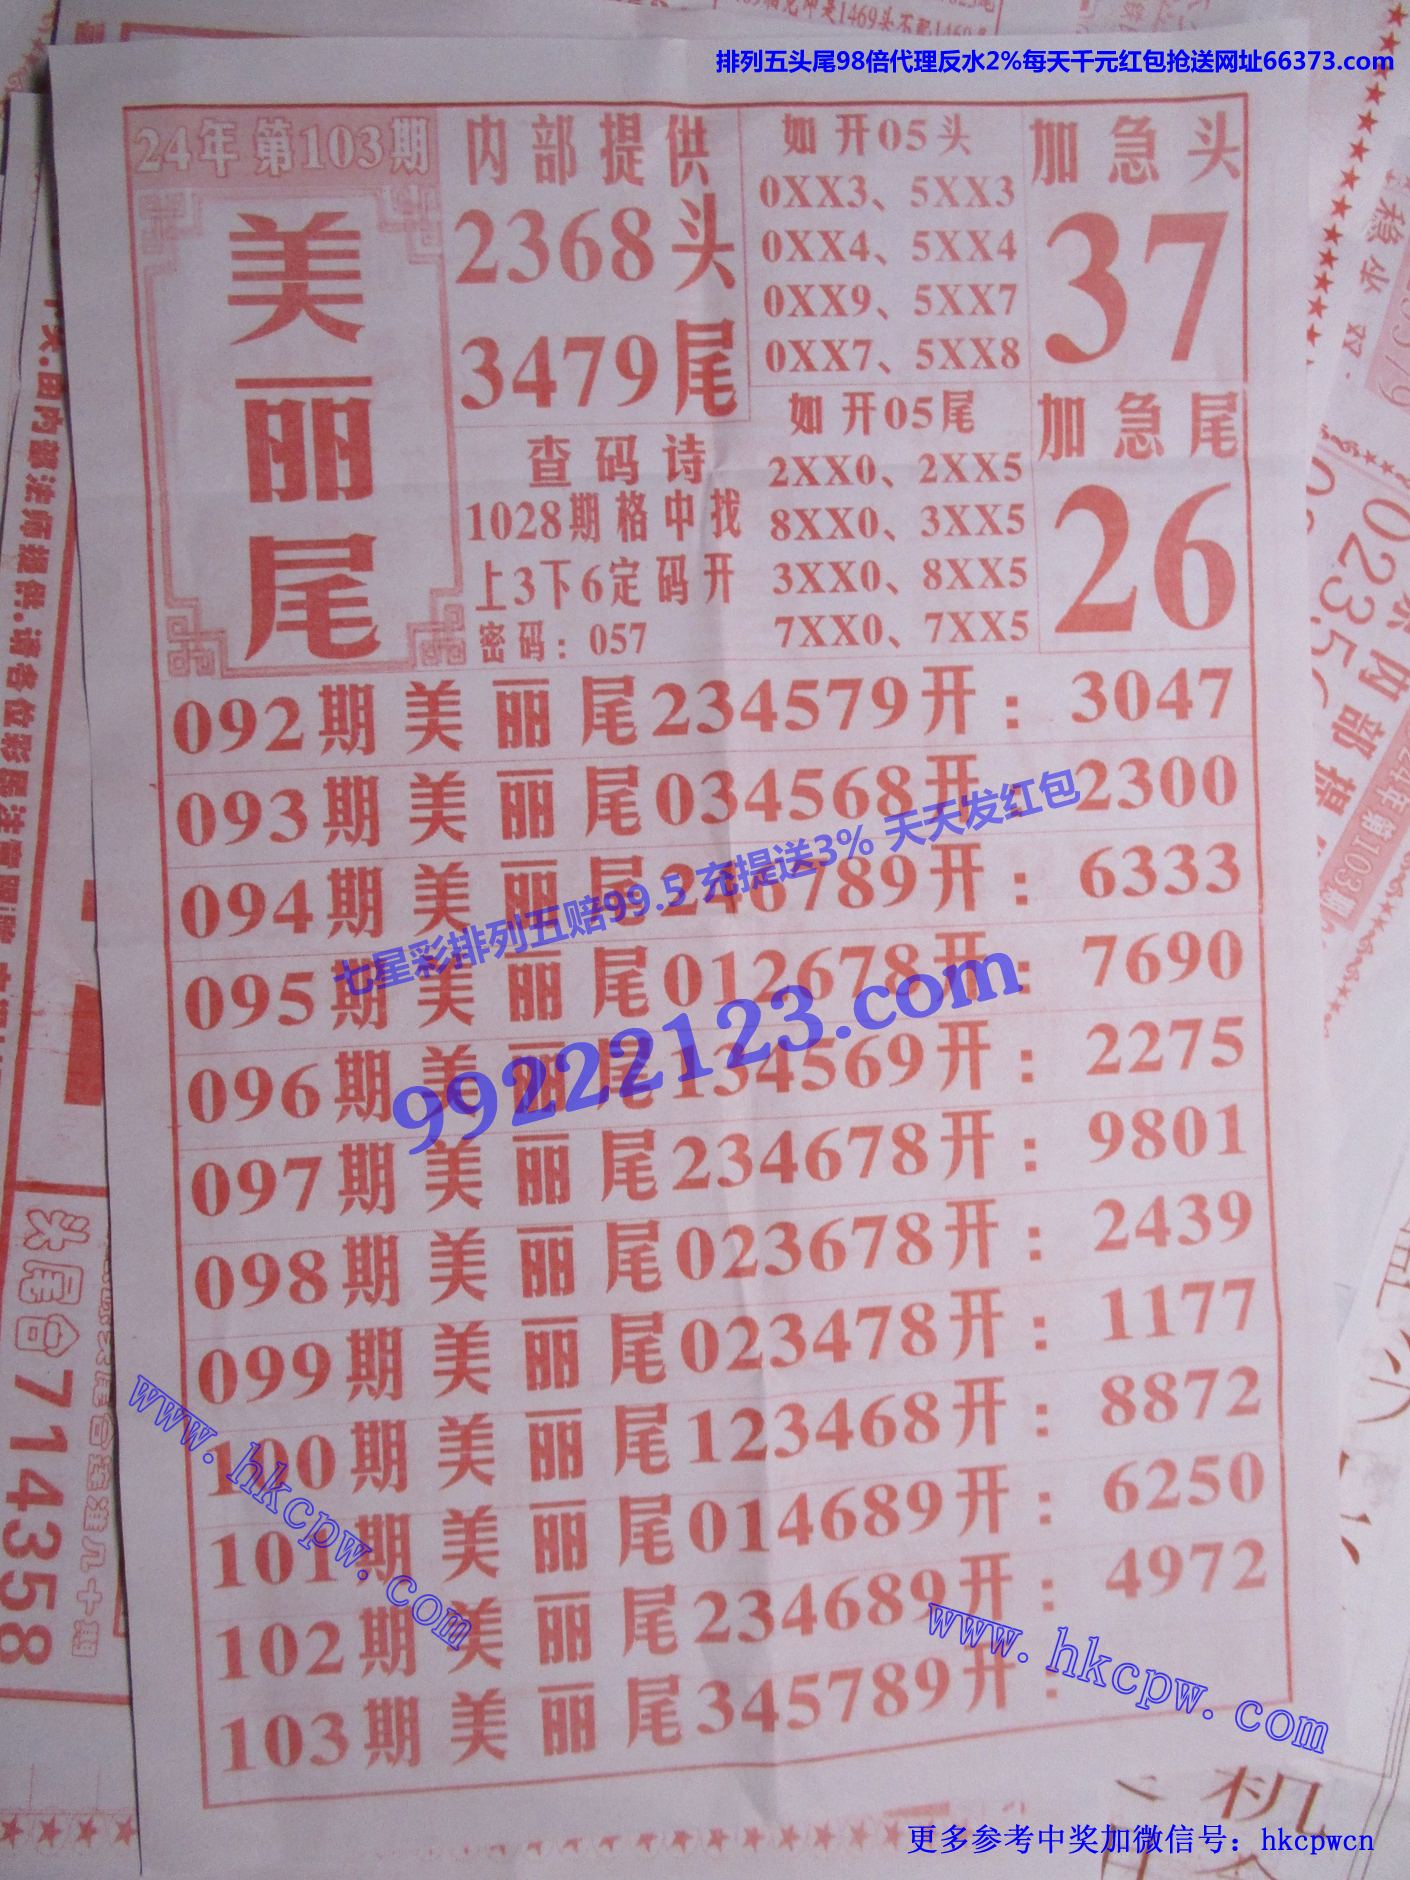 排列五头尾98倍代理反水2%每天千元红包抢送网址66373.com
24年 第103期
美丽尾
内部提供
2368头
3479尾
查码诗
1028期格中找
上3下6定码开
密码：057
如开05头
0XX3、5XX3
0XX4、5XX4
0XX9、5XX7
0XX7、5XX8
如开05尾
2XX0、2XX5
8XX0、3XX5
3XX0、8XX5
7XX0、7XX5
加急头
37
加急尾
26
092期美丽尾234579开：3047
093期美丽尾034568开：2300
094期美丽尾246789开：6333
095期美丽尾012678开：7690
096期美丽尾134569开：2275
097期美丽尾234678开：9801
098期美丽尾023678开：2439
099期美丽尾023478开：1177
100期美丽尾123468开：8872
101期美丽尾014689开：6250
102期美丽尾234689开：4972
103期美丽尾345789开：
七星彩排列五赔99.5 充提送3% 天天发红包
99222123.com
www.hkcpw.com
www.hkcpw.com
头尾合714358
更多参考中奖加微信号：hkcpwcn